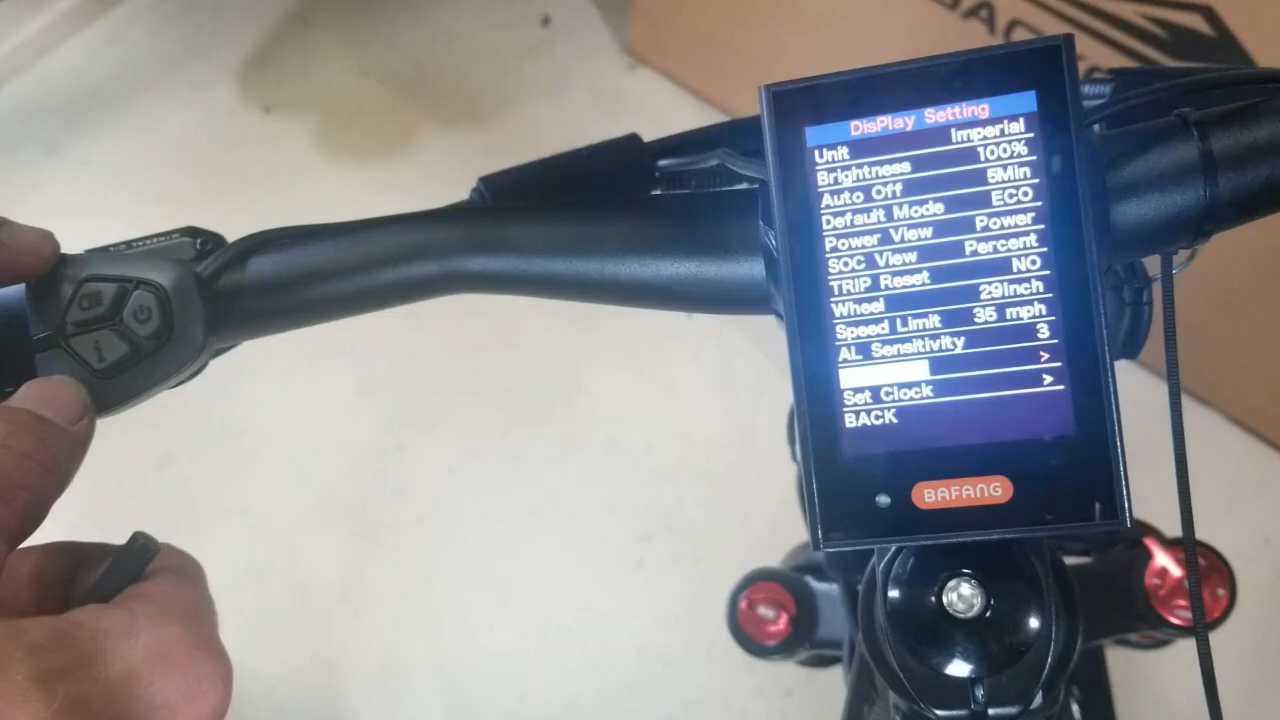 DisPlay Setting
Unit Imperial
Brightness 100%
Auto Off 5Min
Default Mode ECO
Power View Power
SOC View Percent
TRIP Reset NO
Wheel 29Inch
Speed Limit 35 mph
AL Sensitivity 3
>
Set Clock >
BACK
BAFANG
i